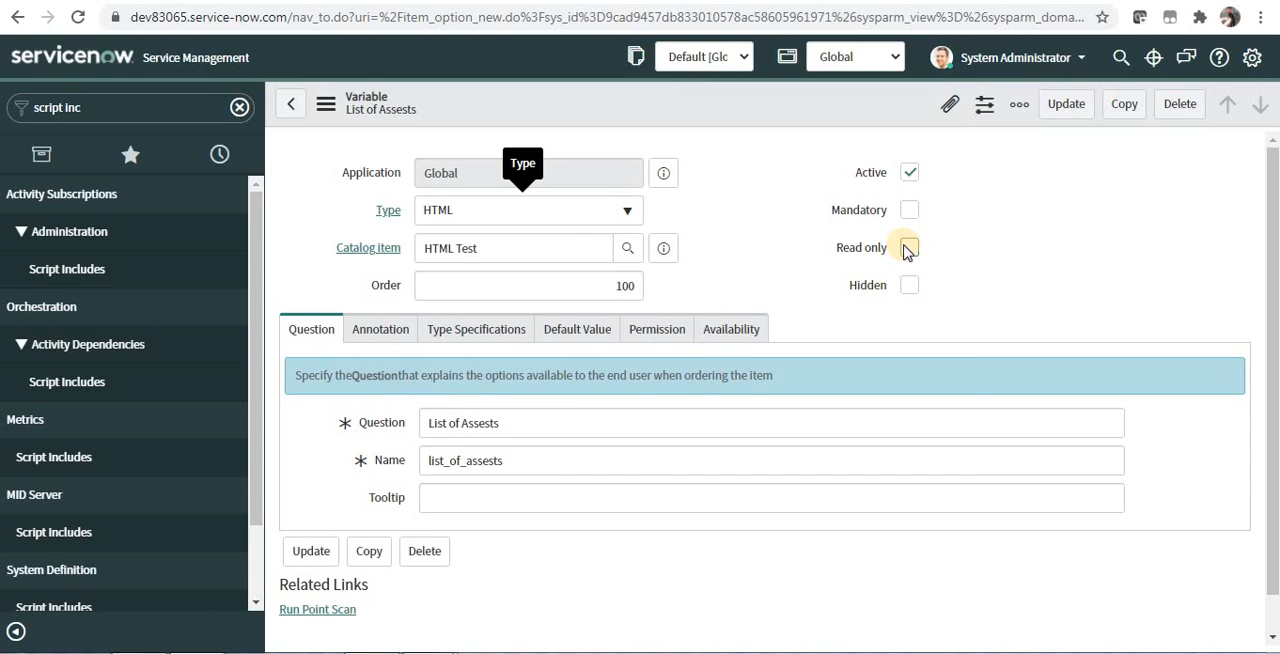 dev83065.service-now.com/nav_to.do?uri=%2Fitem_option_new.do%3Fsys_id%3D9cad9457db833010578ac58605961971%26sysparm_view%3D%26sysparm_doma...
servicenow Service Management Default [Glc Global System Administrator
script inc
Variable
List of Assests
Update Copy Delete
Activity Subscriptions
Administration
Script Includes
Orchestration
Activity Dependencies
Script Includes
Metrics
Script Includes
MID Server
Script Includes
System Definition
Script Includes
Type
Application Global Active
Type HTML Mandatory
Catalog item HTML Test Read only
Order 100 Hidden
Question Annotation Type Specifications Default Value Permission Availability
Specify theQuestionthat explains the options available to the end user when ordering the item
Question List of Assests
Name list_of_assests
Tooltip
Update Copy Delete
Related Links
Run Point Scan